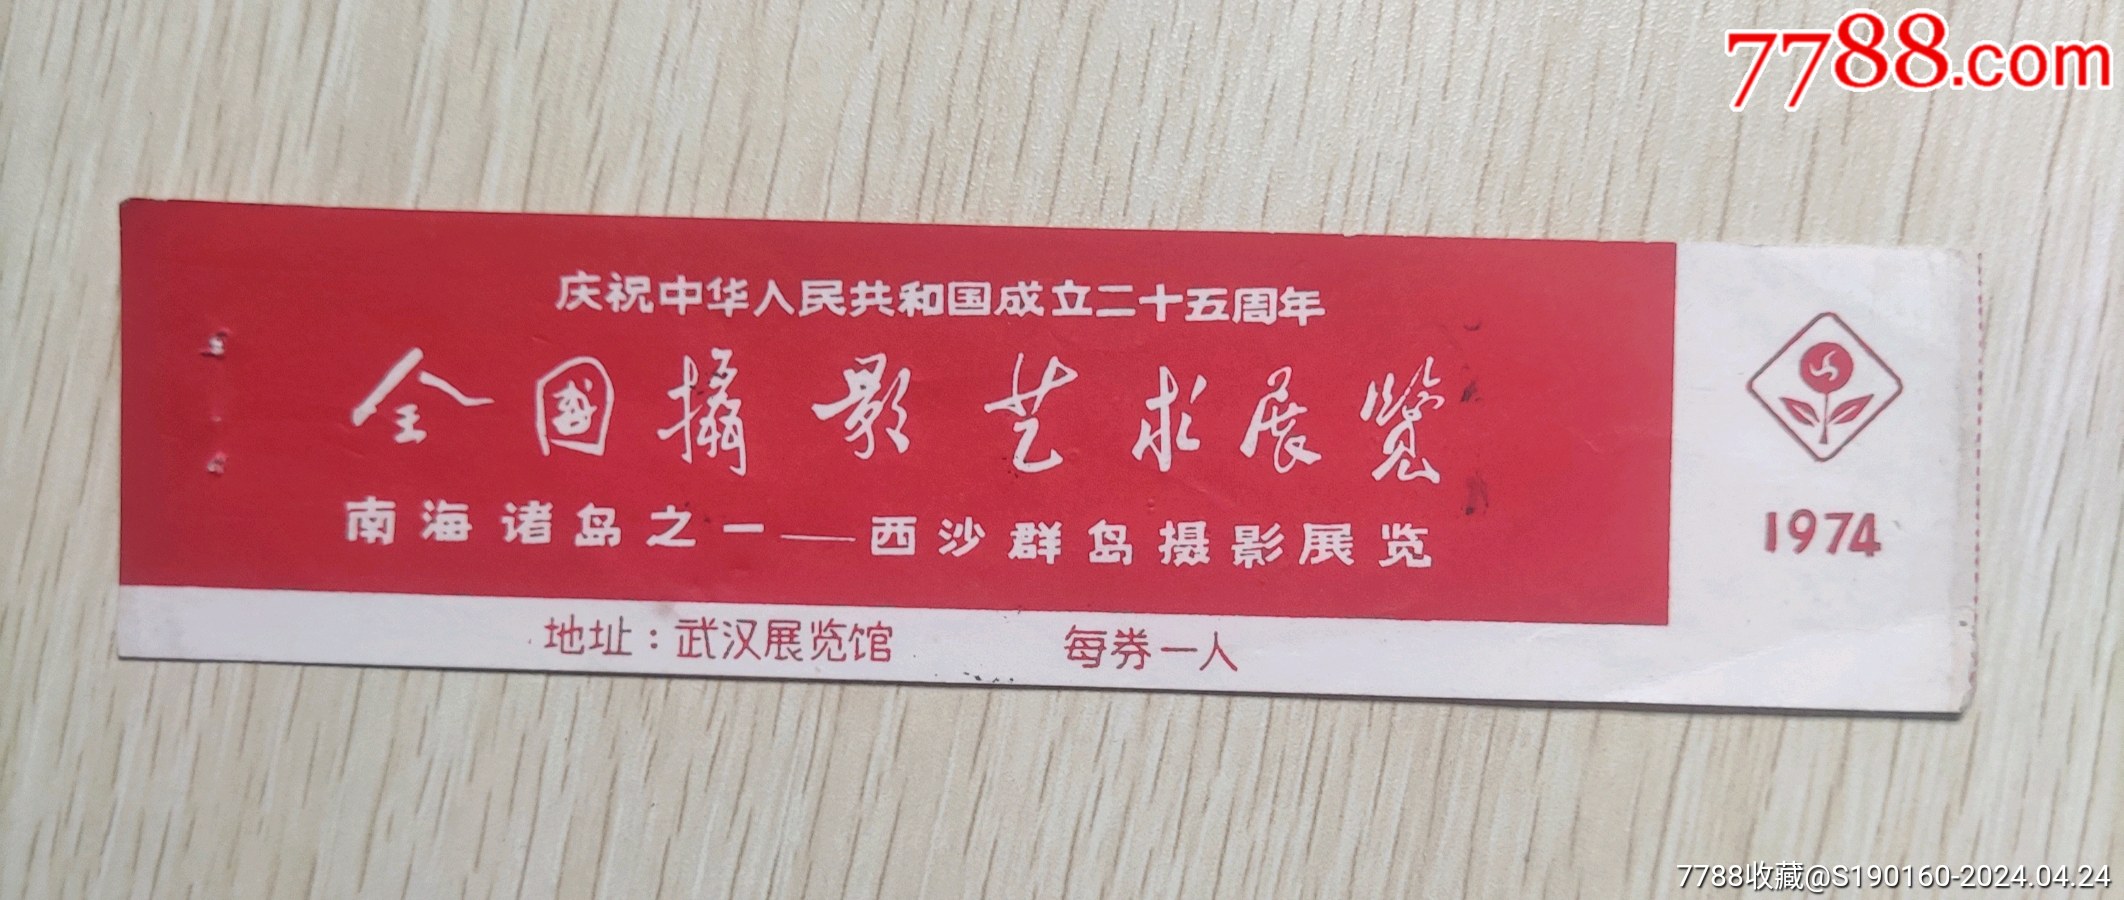 7788.com
庆祝中华人民共和国成立二十五周年
全國攝影艺术展覽
南海诸岛之一——西沙群岛摄影展览
1974
地址：武汉展览馆 每券一人
7788收藏@S190160-2024.04.24